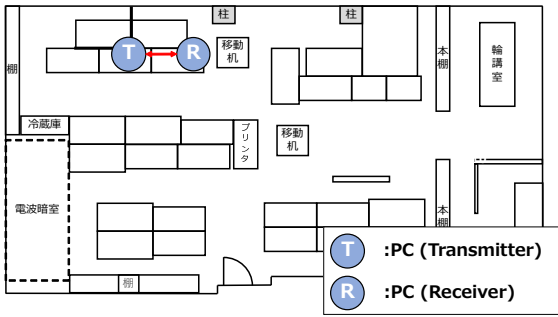 柱
柱
T
R
移動
机
棚
本
棚
輪
講
室
冷蔵庫
プ
リ
ン
タ
移動
机
電波暗室
本
棚
棚
T :PC (Transmitter)
R :PC (Receiver)